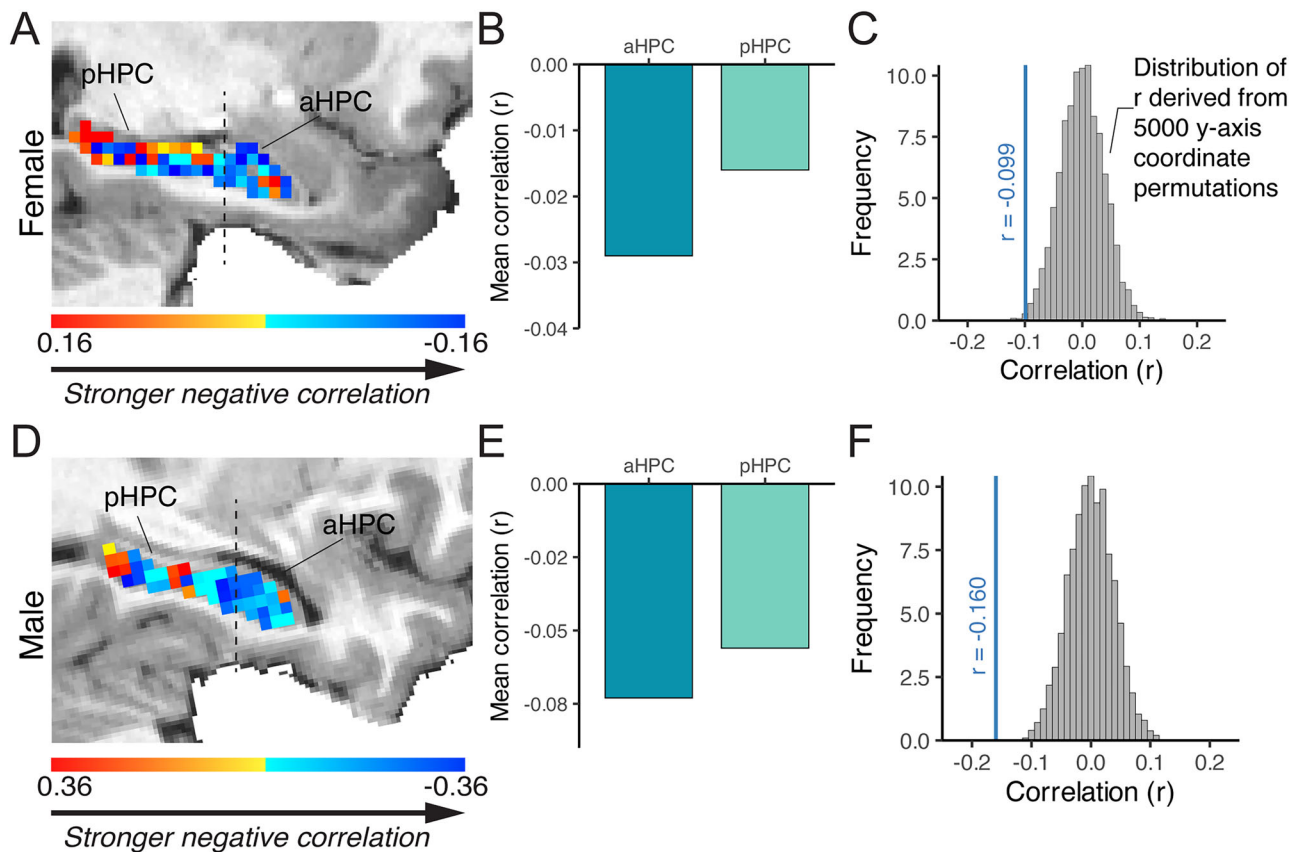 A
pHPC
aHPC
Female
0.16
-0.16
Stronger negative correlation
B
aHPC
pHPC
0.00
-0.01
-0.02
-0.03
-0.04
Mean correlation (r)
C
10.0
7.5
5.0
2.5
0.0
Frequency
r = -0.099
Distribution of
r derived from
5000 y-axis
coordinate
permutations
-0.2
-0.1
0.0
0.1
0.2
Correlation (r)
D
pHPC
aHPC
Male
0.36
-0.36
Stronger negative correlation
E
aHPC
pHPC
0.00
-0.02
-0.05
-0.08
Mean correlation (r)
F
10.0
7.5
5.0
2.5
0.0
Frequency
r = -0.160
-0.2
-0.1
0.0
0.1
0.2
Correlation (r)